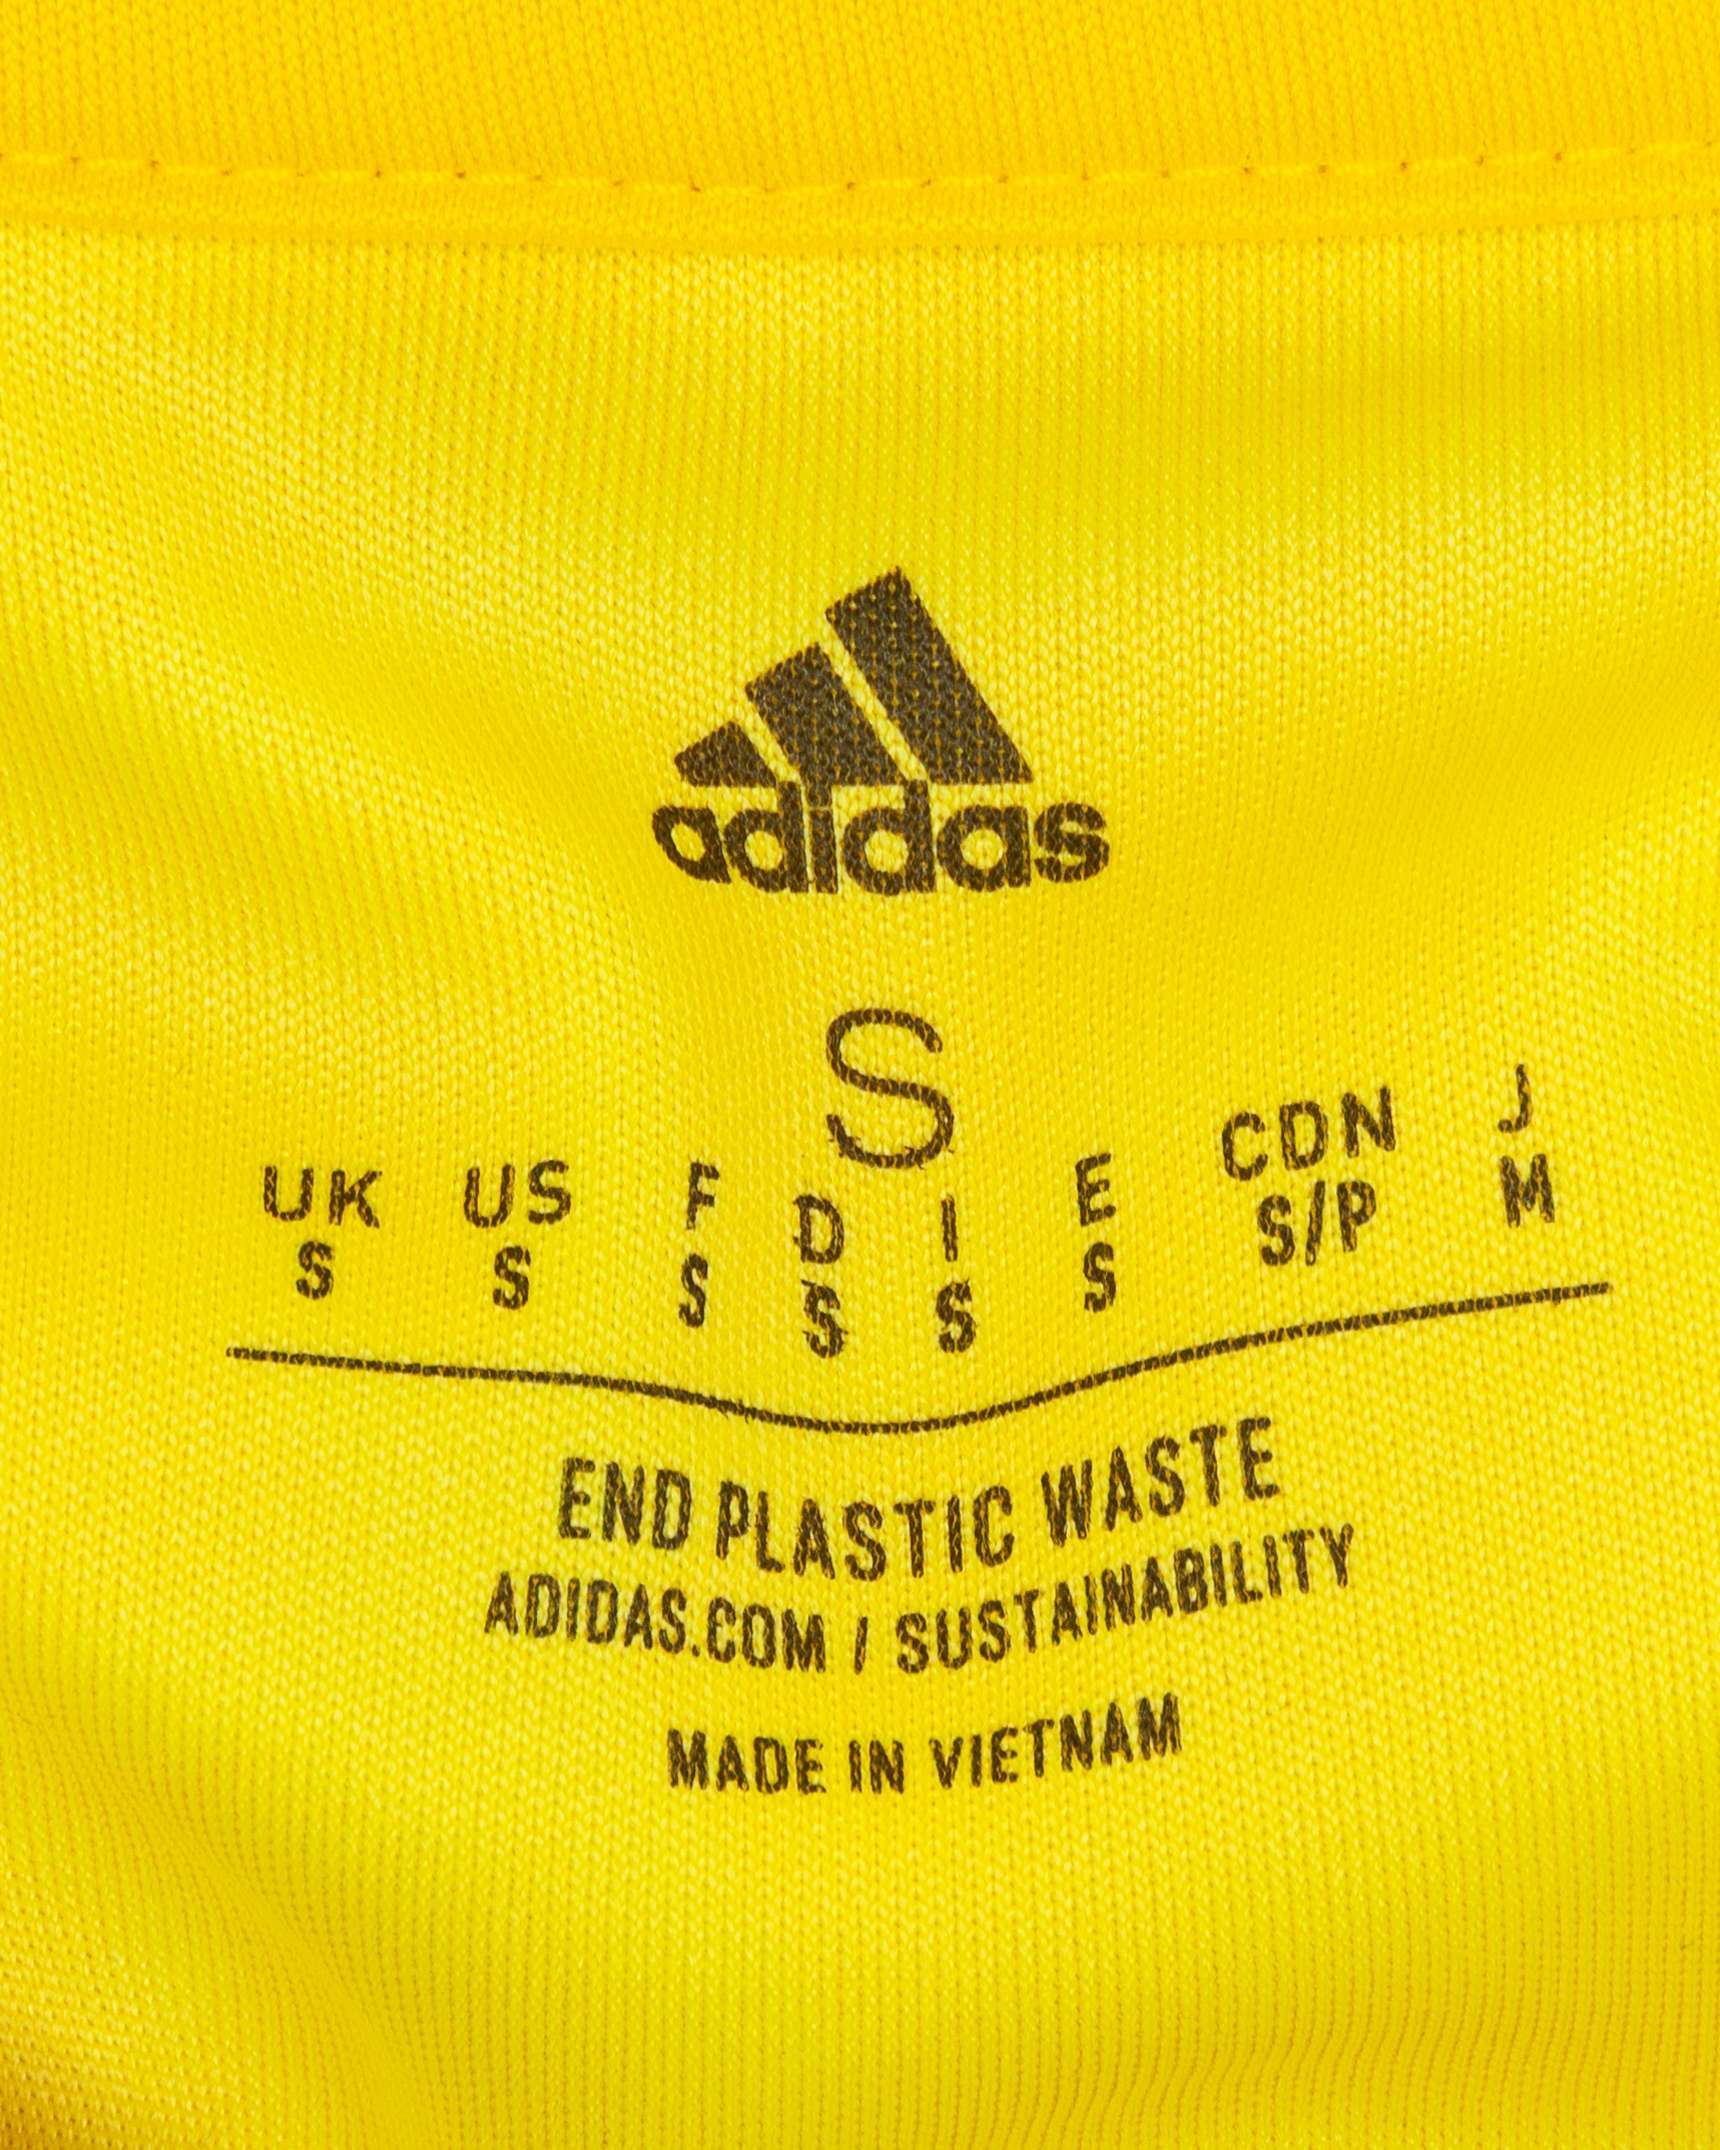 adidas
S
UK US F D I E CDN J
S S S S S S S/P M
END PLASTIC WASTE
ADIDAS.COM / SUSTAINABILITY
MADE IN VIETNAM